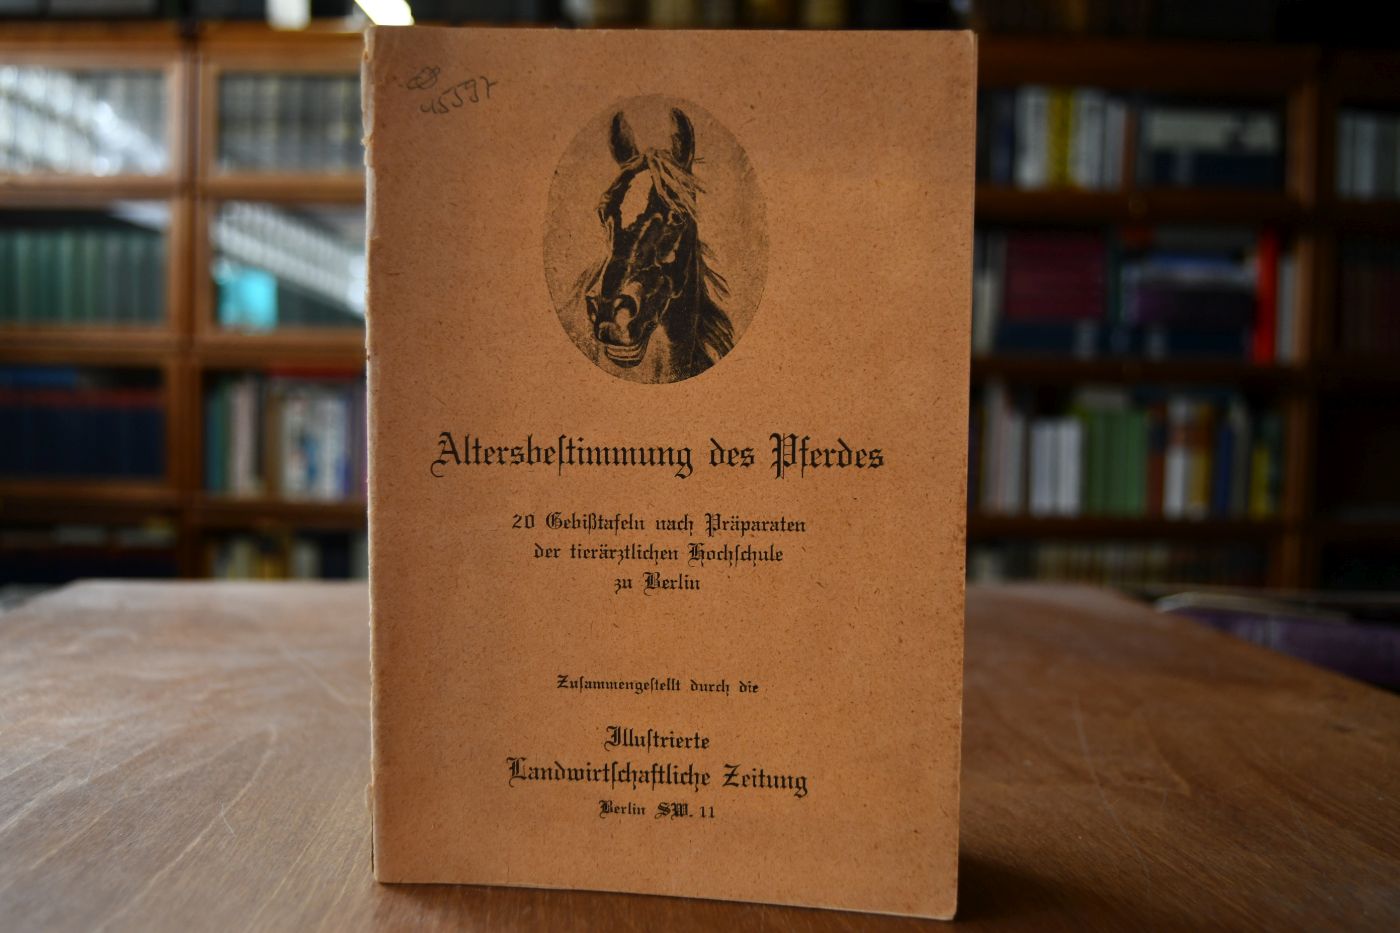 45597
Altersbeſtimmung des Pferdes
20 Gebißtafeln nach Präparaten
der tierärztlichen Hochſchule
zu Berlin
Zuſammengeſtellt durch die
Illuſtrierte
Landwirtſchaftliche Zeitung
Berlin SW. 11